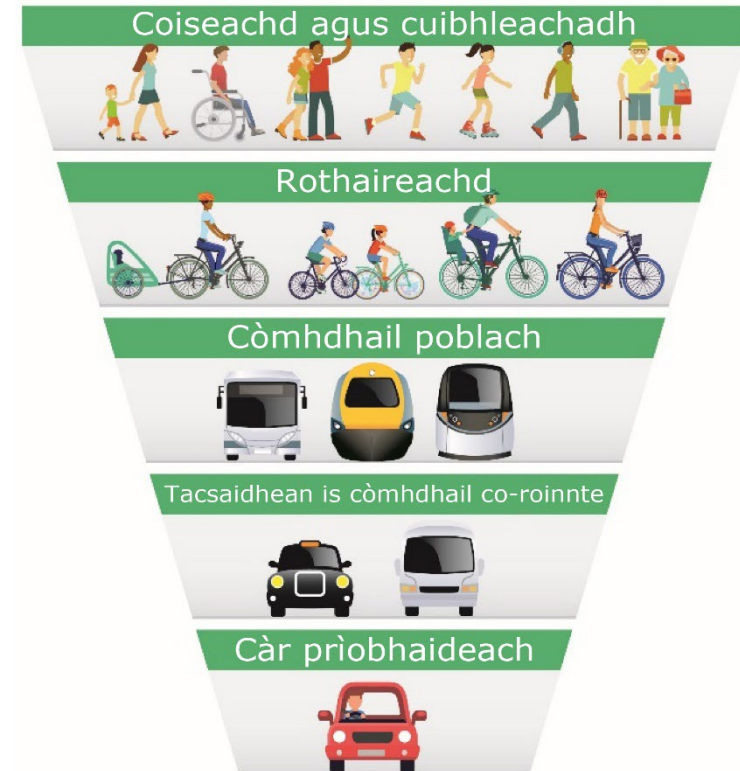 Coiseachd agus cuibhleachadh
Rothaireachd
Còmhdhail poblach
Tacsaidhean is còmhdhail co-roinnte
Càr prìobhaideach